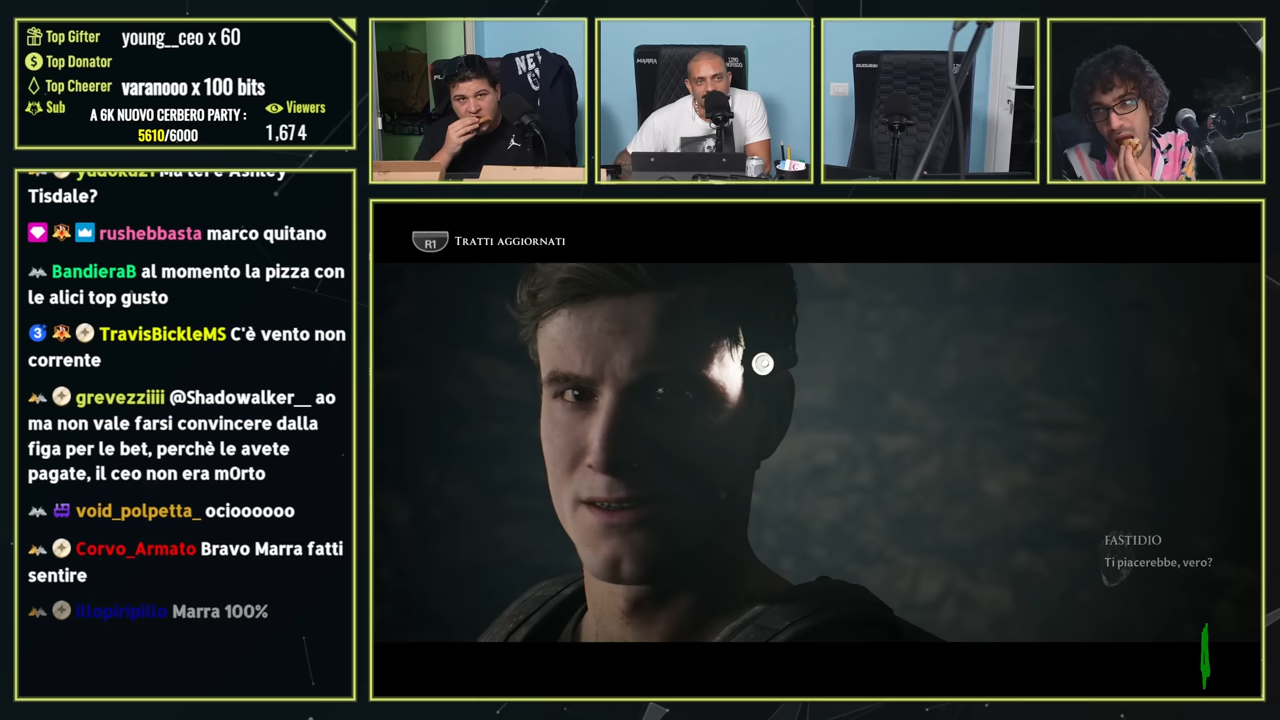 Top Gifter young__ceo x 60
Top Donator
Top Cheerer varanooo x 100 bits
Sub
A 6K NUOVO CERBERO PARTY :
5610/6000
Viewers
1,674
Tisdale?
rushebbasta marco quitano
BandieraB al momento la pizza con
le alici top gusto
3 TravisBickleMS C'è vento non
corrente
grevezziiii @Shadowalker__ ao
ma non vale farsi convincere dalla
figa per le bet, perchè le avete
pagate, il ceo non era m0rto
void_polpetta_ ocioooooo
Corvo_Armato Bravo Marra fatti
sentire
illopiripillo Marra 100%
NE
MARRA
R1 Tratti aggiornati
FASTIDIO
Ti piacerebbe, vero?